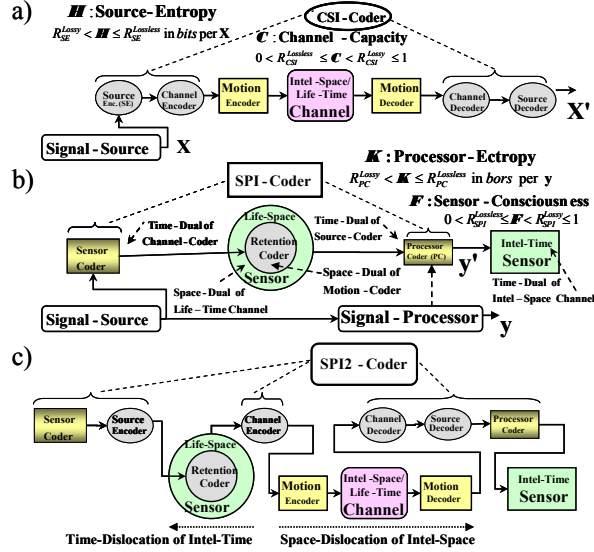 a)
H : Source-Entropy
R_SE^Lossy < H ≤ R_SE^Lossless in bits per X
CSI-Coder
C : Channel - Capacity
0 < R_CSI^Lossless ≤ C < R_CSI^Lossy ≤ 1
Source
Enc.(SE)
Channel
Encoder
Motion
Encoder
Intel-Space/
Life-Time
Channel
Motion
Decoder
Channel
Decoder
Source
Decoder
X'
Signal-Source
X
K : Processor-Ectropy
R_PC^Lossy < K ≤ R_PC^Lossless in bors per y
b)
SPI-Coder
F : Sensor - Consciousness
0 < R_SPI^Lossless ≤ F < R_SPI^Lossy ≤ 1
Time-Dual of
Channel-Coder
Life-Space
Retention
Coder
Sensor
Time-Dual of
Source-Coder
Sensor
Coder
Processor
Coder (PC)
y'
Intel-Time
Sensor
Space-Dual of
Life-Time Channel
Space-Dual of
Motion - Coder
Time-Dual of
Intel-Space Channel
Signal-Source
Signal-Processor
y
c)
SPI2-Coder
Sensor
Coder
Source
Encoder
Channel
Encoder
Channel
Decoder
Source
Decoder
Processor
Coder
Life-Space
Retention
Coder
Sensor
Motion
Encoder
Intel-Space/
Life-Time
Channel
Motion
Decoder
Intel-Time
Sensor
Time-Dislocation of Intel-Time
Space-Dislocation of Intel-Space